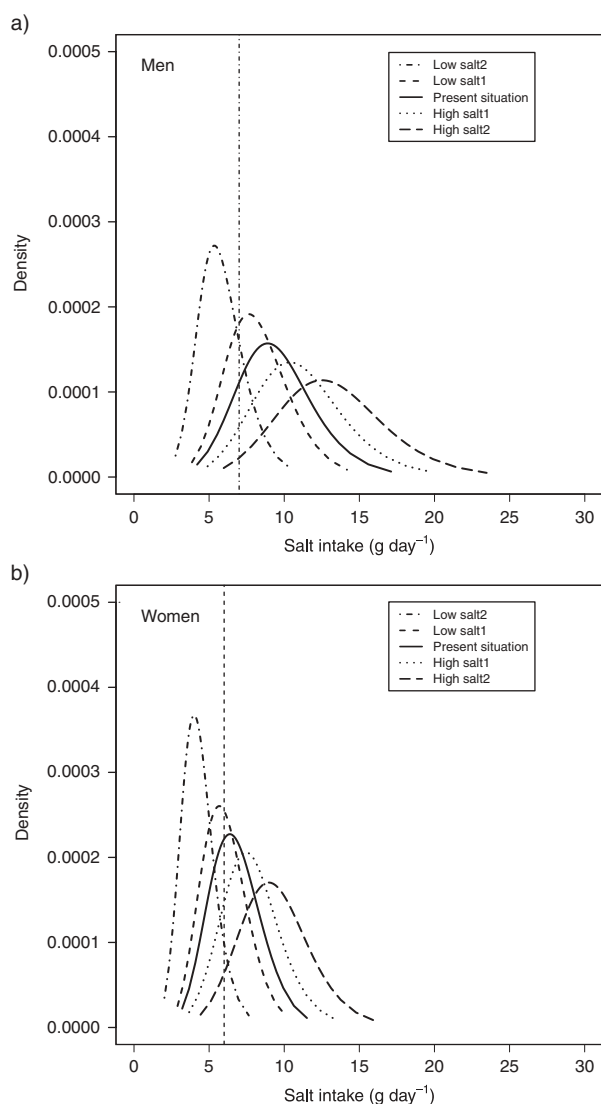 a)
Men
Low salt2
Low salt1
Present situation
High salt1
High salt2
0.0005
0.0004
0.0003
0.0002
0.0001
0.0000
Density
0 5 10 15 20 25 30
Salt intake (g day⁻¹)
b)
Women
Low salt2
Low salt1
Present situation
High salt1
High salt2
0.0005
0.0004
0.0003
0.0002
0.0001
0.0000
Density
0 5 10 15 20 25 30
Salt intake (g day⁻¹)